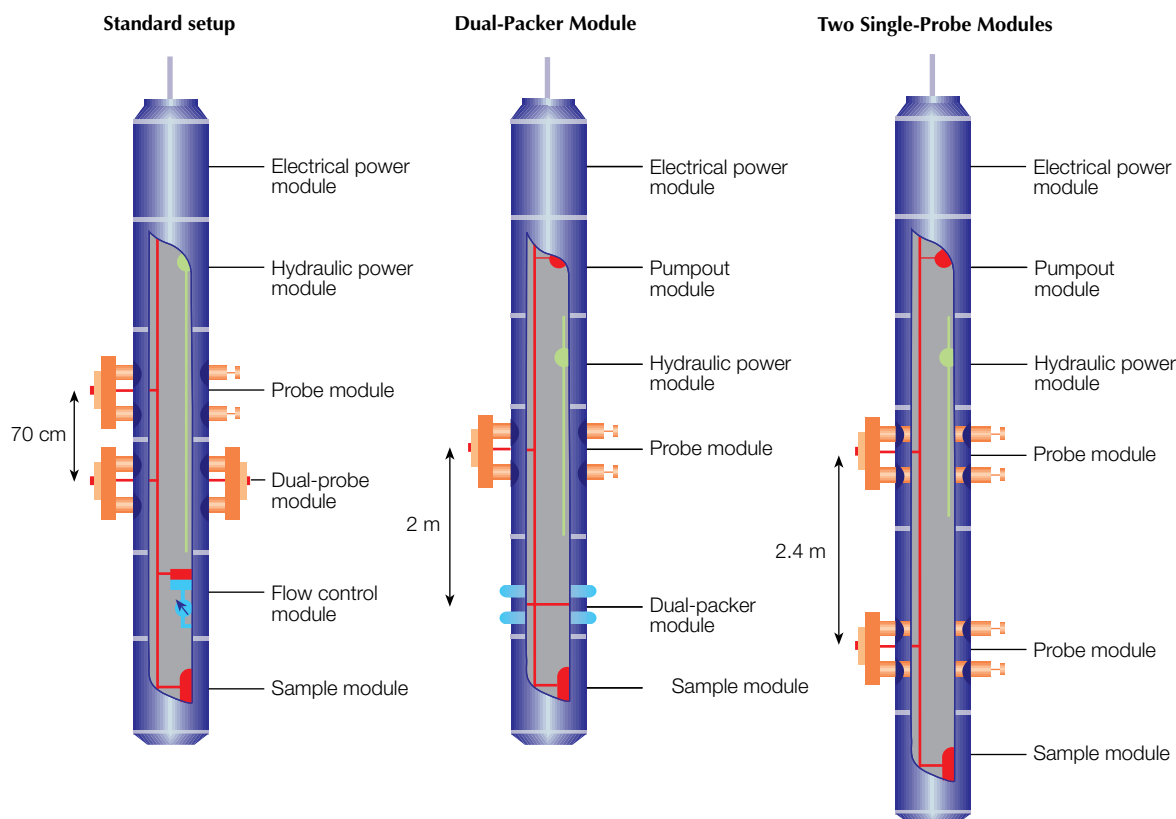 Standard setup
Electrical power
module
Hydraulic power
module
Probe module
70 cm
Dual-probe
module
Flow control
module
Sample module
Dual-Packer Module
Electrical power
module
Pumpout
module
Hydraulic power
module
Probe module
2 m
Dual-packer
module
Sample module
Two Single-Probe Modules
Electrical power
module
Pumpout
module
Hydraulic power
module
Probe module
2.4 m
Probe module
Sample module